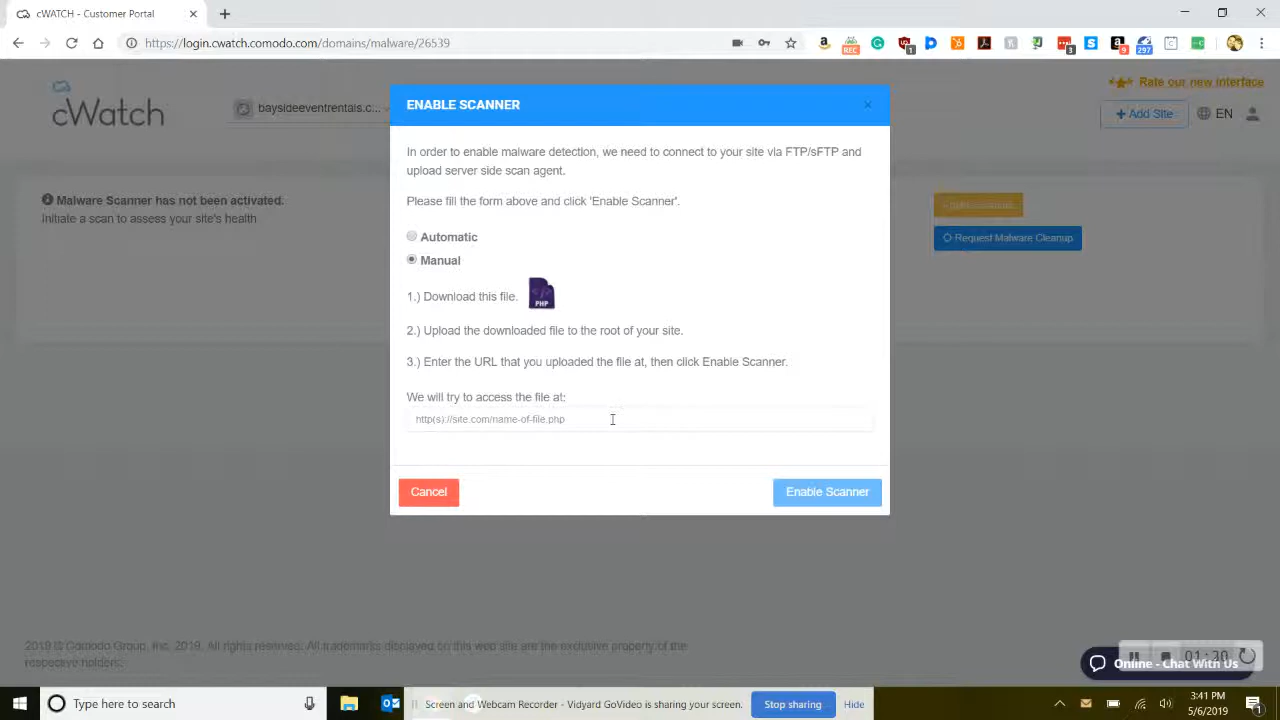 cWatch - Customer Portal
https://login.cwatch.comodo.com/domains/malware/26539
REC
1
3
9
297
Rate our new interface
cWatch
baysideeventrentals.c...
+ Add Site
EN
ENABLE SCANNER
In order to enable malware detection, we need to connect to your site via FTP/sFTP and
upload server side scan agent.
Please fill the form above and click 'Enable Scanner'.
Malware Scanner has not been activated.
Initiate a scan to assess your site's health
Request Malware Cleanup
Automatic
Manual
1.) Download this file.
PHP
2.) Upload the downloaded file to the root of your site.
3.) Enter the URL that you uploaded the file at, then click Enable Scanner.
We will try to access the file at:
http(s)://site.com/name-of-file.php
Cancel
Enable Scanner
2019 © Comodo Group, Inc. 2019. All rights reserved. All trademarks displayed on this web site are the exclusive property of the
respective holders.
01:20
Online - Chat With Us
Type here to search
Screen and Webcam Recorder - Vidyard GoVideo is sharing your screen.
Stop sharing
Hide
3:41 PM
5/6/2019
1